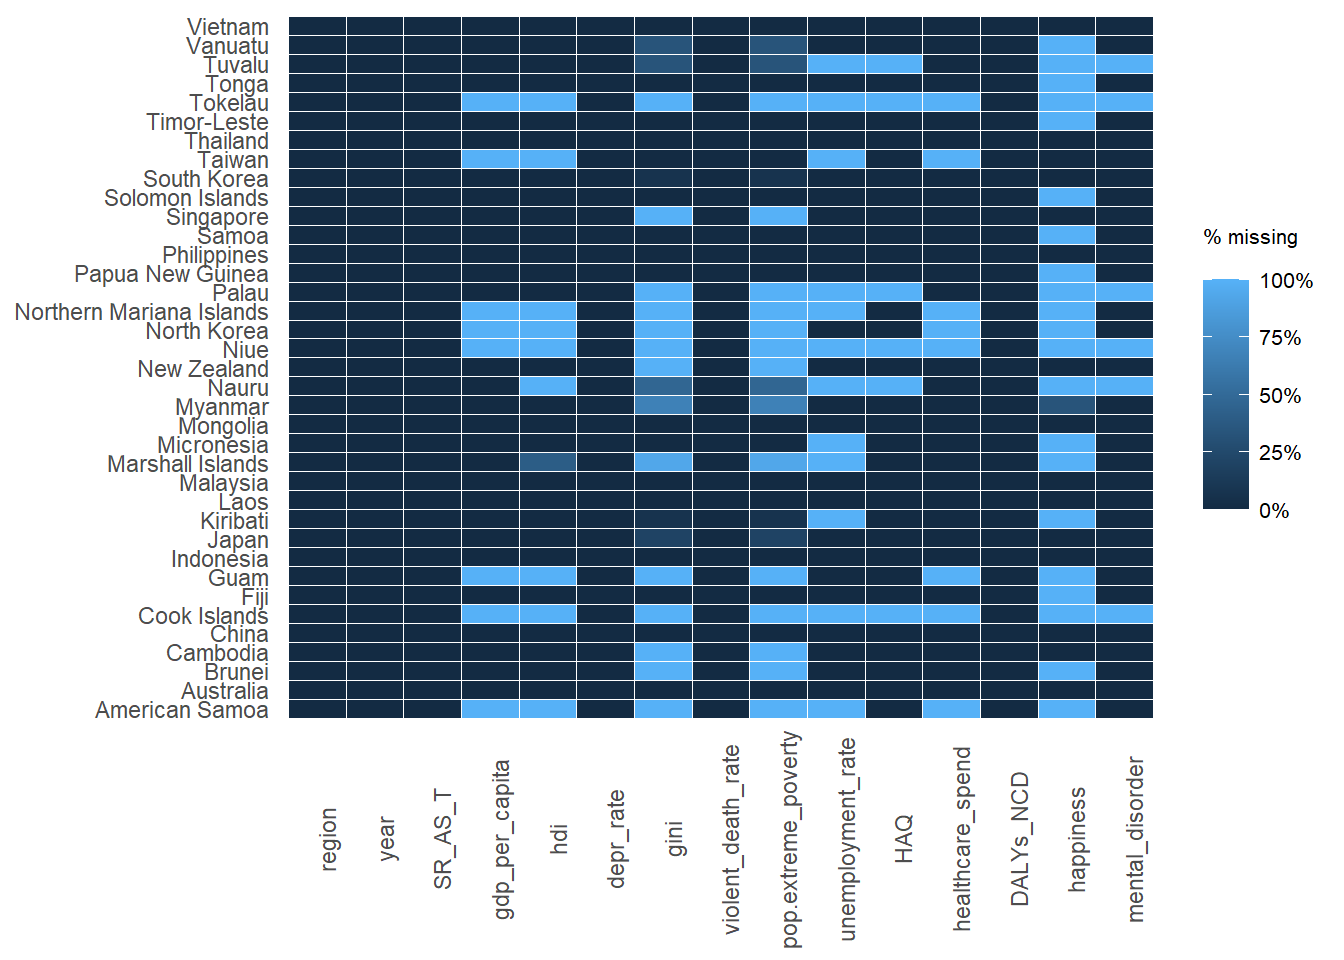 Vietnam
Vanuatu
Tuvalu
Tonga
Tokelau
Timor-Leste
Thailand
Taiwan
South Korea
Solomon Islands
Singapore
Samoa
Philippines
Papua New Guinea
Palau
Northern Mariana Islands
North Korea
Niue
New Zealand
Nauru
Myanmar
Mongolia
Micronesia
Marshall Islands
Malaysia
Laos
Kiribati
Japan
Indonesia
Guam
Fiji
Cook Islands
China
Cambodia
Brunei
Australia
American Samoa
region
year
SR_AS_T
gdp_per_capita
hdi
depr_rate
gini
violent_death_rate
pop.extreme_poverty
unemployment_rate
HAQ
healthcare_spend
DALYs_NCD
happiness
mental_disorder
% missing
100%
75%
50%
25%
0%